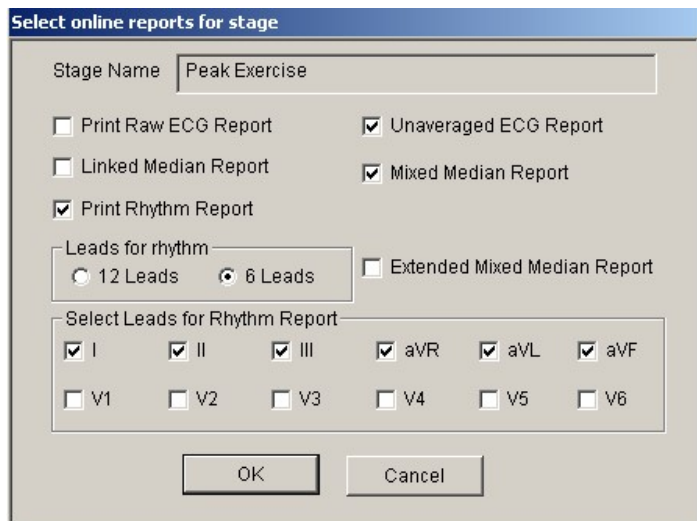 Select online reports for stage
Stage Name Peak Exercise
Print Raw ECG Report Unaveraged ECG Report
Linked Median Report Mixed Median Report
Print Rhythm Report
Leads for rhythm
12 Leads 6 Leads Extended Mixed Median Report
Select Leads for Rhythm Report
I II III aVR aVL aVF
V1 V2 V3 V4 V5 V6
OK Cancel